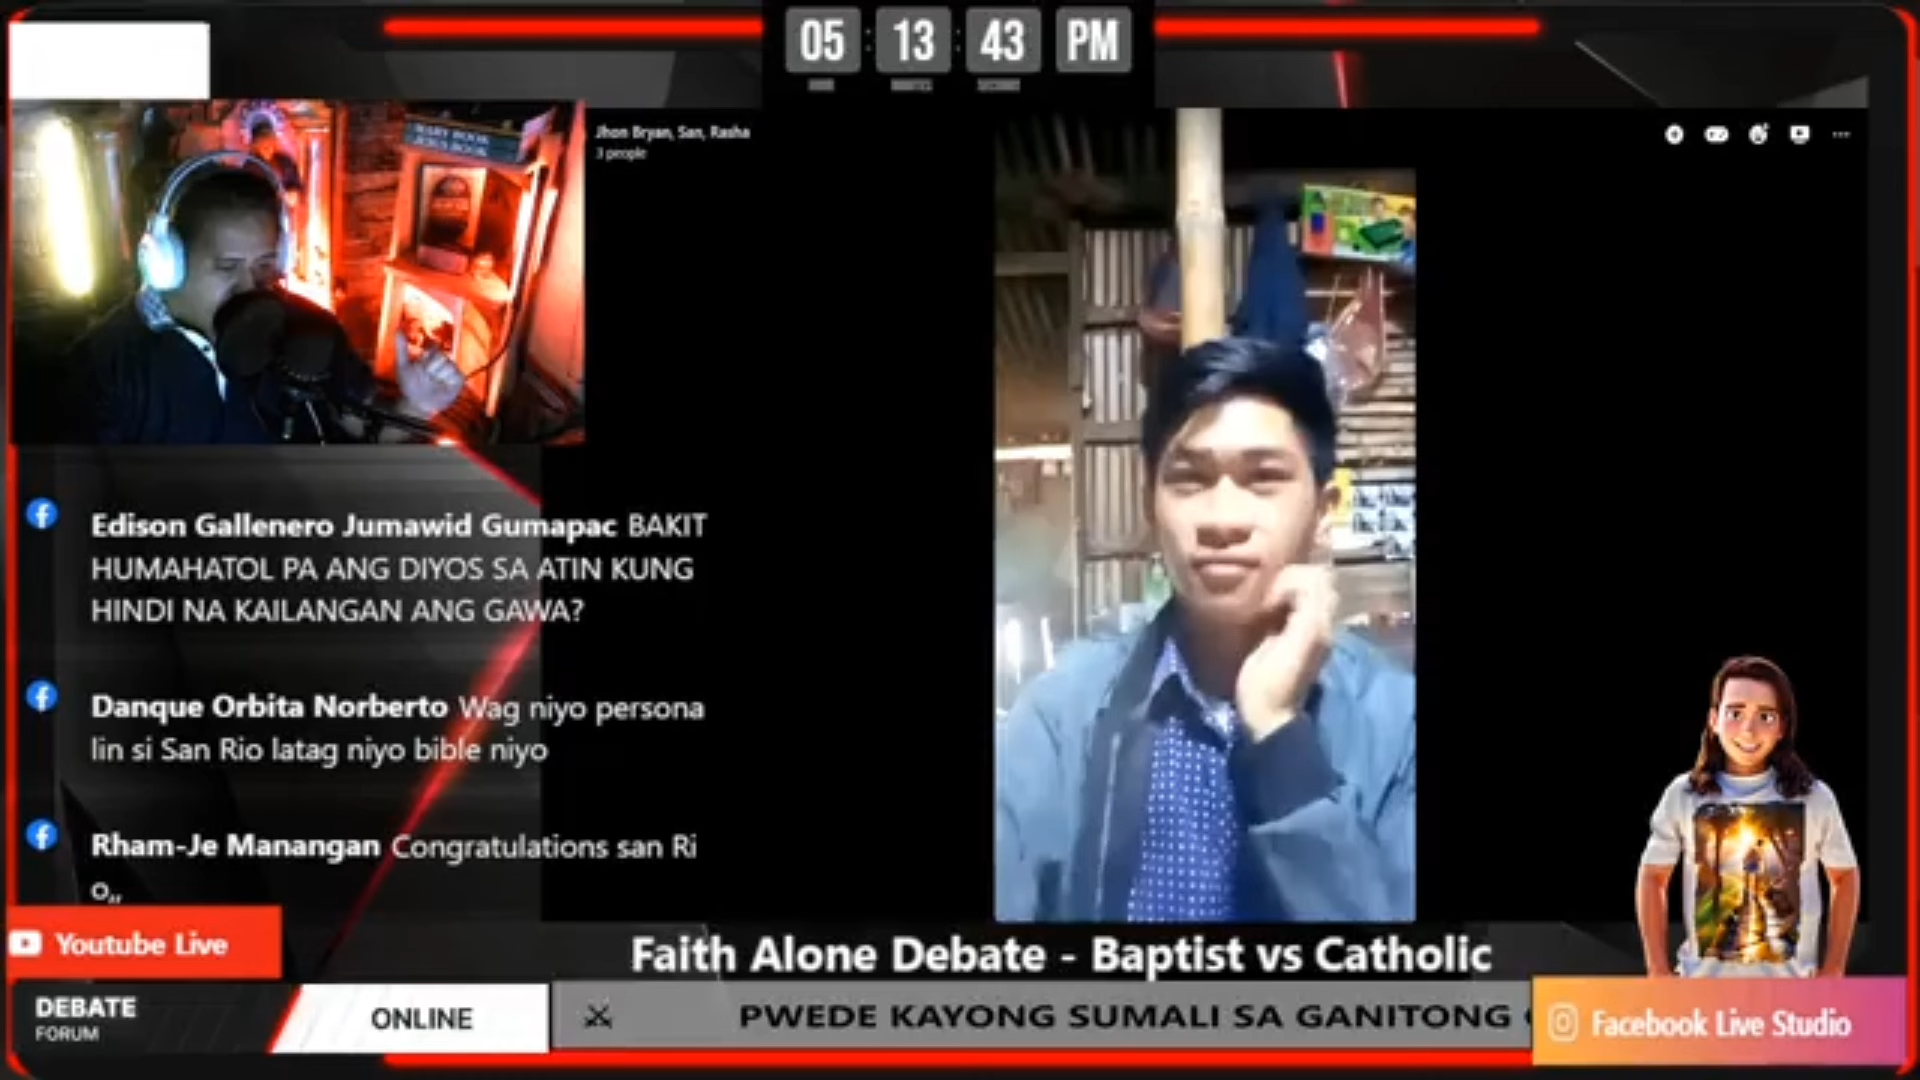 05 : 13 : 43 PM
Jhon Bryan, San, Rasha
3 people
Edison Gallenero Jumawid Gumapac BAKIT
HUMAHATOL PA ANG DIYOS SA ATIN KUNG
HINDI NA KAILANGAN ANG GAWA?
Danque Orbita Norberto Wag niyo persona
lin si San Rio latag niyo bible niyo
Rham-Je Manangan Congratulations san Ri
o,,
Youtube Live
Faith Alone Debate - Baptist vs Catholic
DEBATE
FORUM
ONLINE
PWEDE KAYONG SUMALI SA GANITONG
Facebook Live Studio